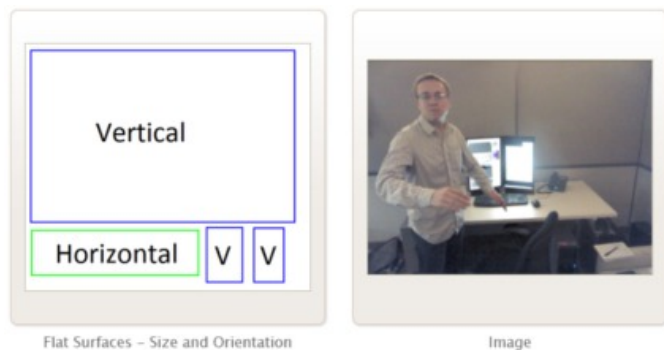 Vertical
Horizontal V V
Flat Surfaces – Size and Orientation
Image